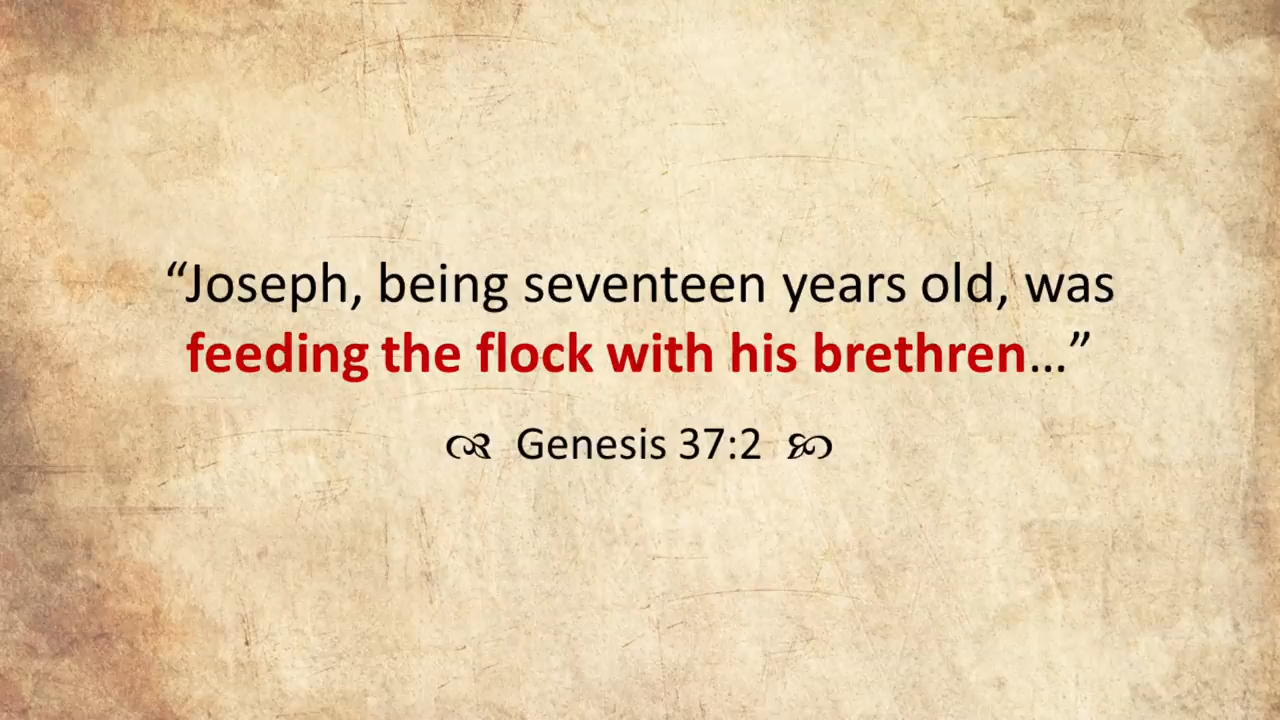 “Joseph, being seventeen years old, was
feeding the flock with his brethren…”
Genesis 37:2